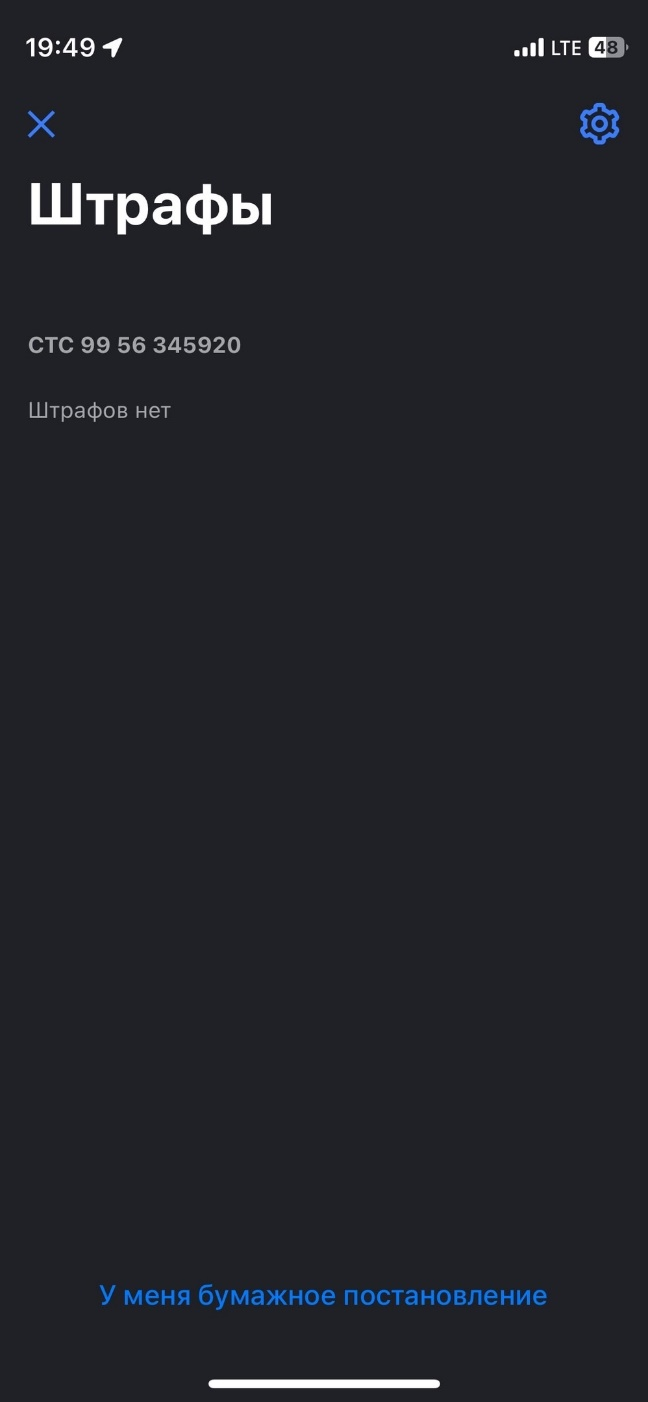 19:49 LTE 48
Штрафы
СТС 99 56 345920
Штрафов нет
У меня бумажное постановление